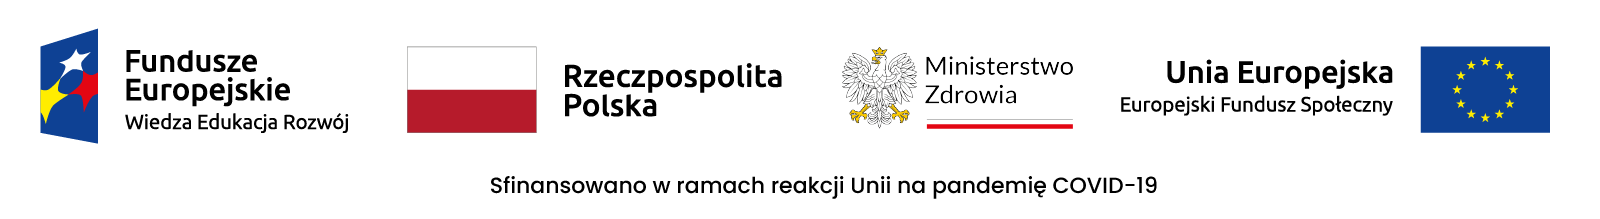 Fundusze
Europejskie
Wiedza Edukacja Rozwój
Rzeczpospolita
Polska
Ministerstwo
Zdrowia
Unia Europejska
Europejski Fundusz Społeczny
Sfinansowano w ramach reakcji Unii na pandemię COVID-19